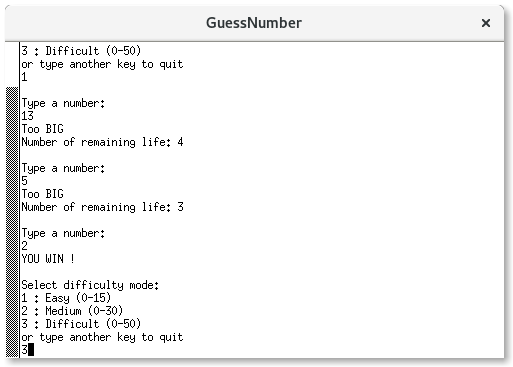 GuessNumber
3 : Difficult (0-50)
or type another key to quit
1
Type a number:
13
Too BIG
Number of remaining life: 4
Type a number:
5
Too BIG
Number of remaining life: 3
Type a number:
2
YOU WIN !
Select difficulty mode:
1 : Easy (0-15)
2 : Medium (0-30)
3 : Difficult (0-50)
or type another key to quit
3